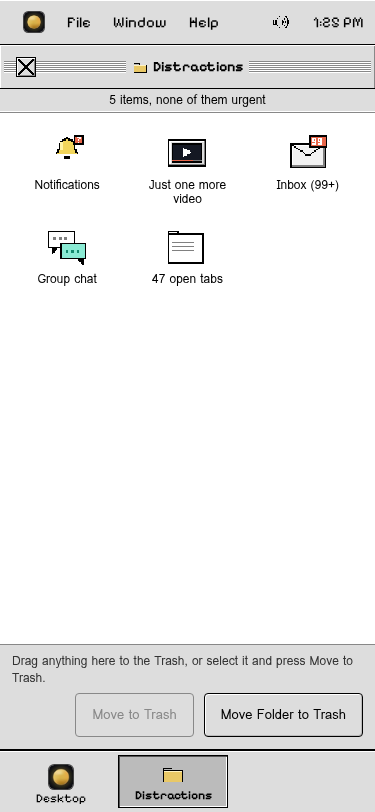 File Window Help 1:28 PM
Distractions
5 items, none of them urgent
Notifications
Just one more
video
Inbox (99+)
Group chat
47 open tabs
Drag anything here to the Trash, or select it and press Move to
Trash.
Move to Trash
Move Folder to Trash
Desktop
Distractions